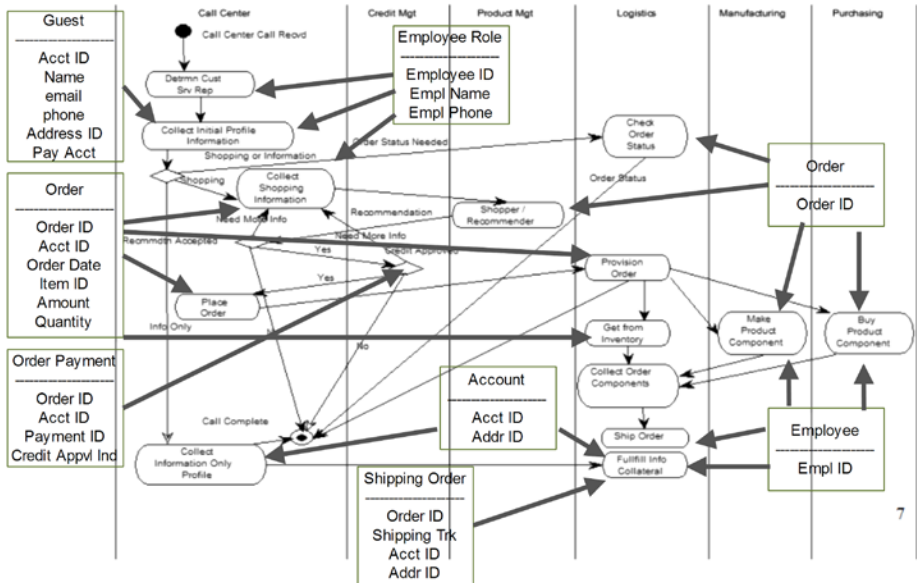 Call Center
Credit Mgt
Product Mgt
Logistics
Manufacturing
Purchasing
Guest
Acct ID
Name
email
phone
Address ID
Pay Acct
Call Center Call Recvd
Employee Role
Employee ID
Empl Name
Empl Phone
Detrmn Cust
Srv Rep
Collect Initial Profile
Information
Check
Order
Status
Order Status Needed
Shopping or Information
Shopping
Collect
Shopping
Information
Order Status
Order
Order ID
Order
Order ID
Acct ID
Order Date
Item ID
Amount
Quantity
Recommendation
Shopper /
Recommender
Need More Info
Need More Info
Recommdtn Accepted
Yes
Credit Approved
Yes
Provision
Order
Place
Order
Info Only
No
Get from
Inventory
Make
Product
Component
Buy
Product
Component
Order Payment
Order ID
Acct ID
Payment ID
Credit Appvl Ind
Collect Order
Components
Account
Acct ID
Addr ID
Call Complete
Collect
Information Only
Profile
Ship Order
Fullfill Info
Collateral
Employee
Empl ID
Shipping Order
Order ID
Shipping Trk
Acct ID
Addr ID
7